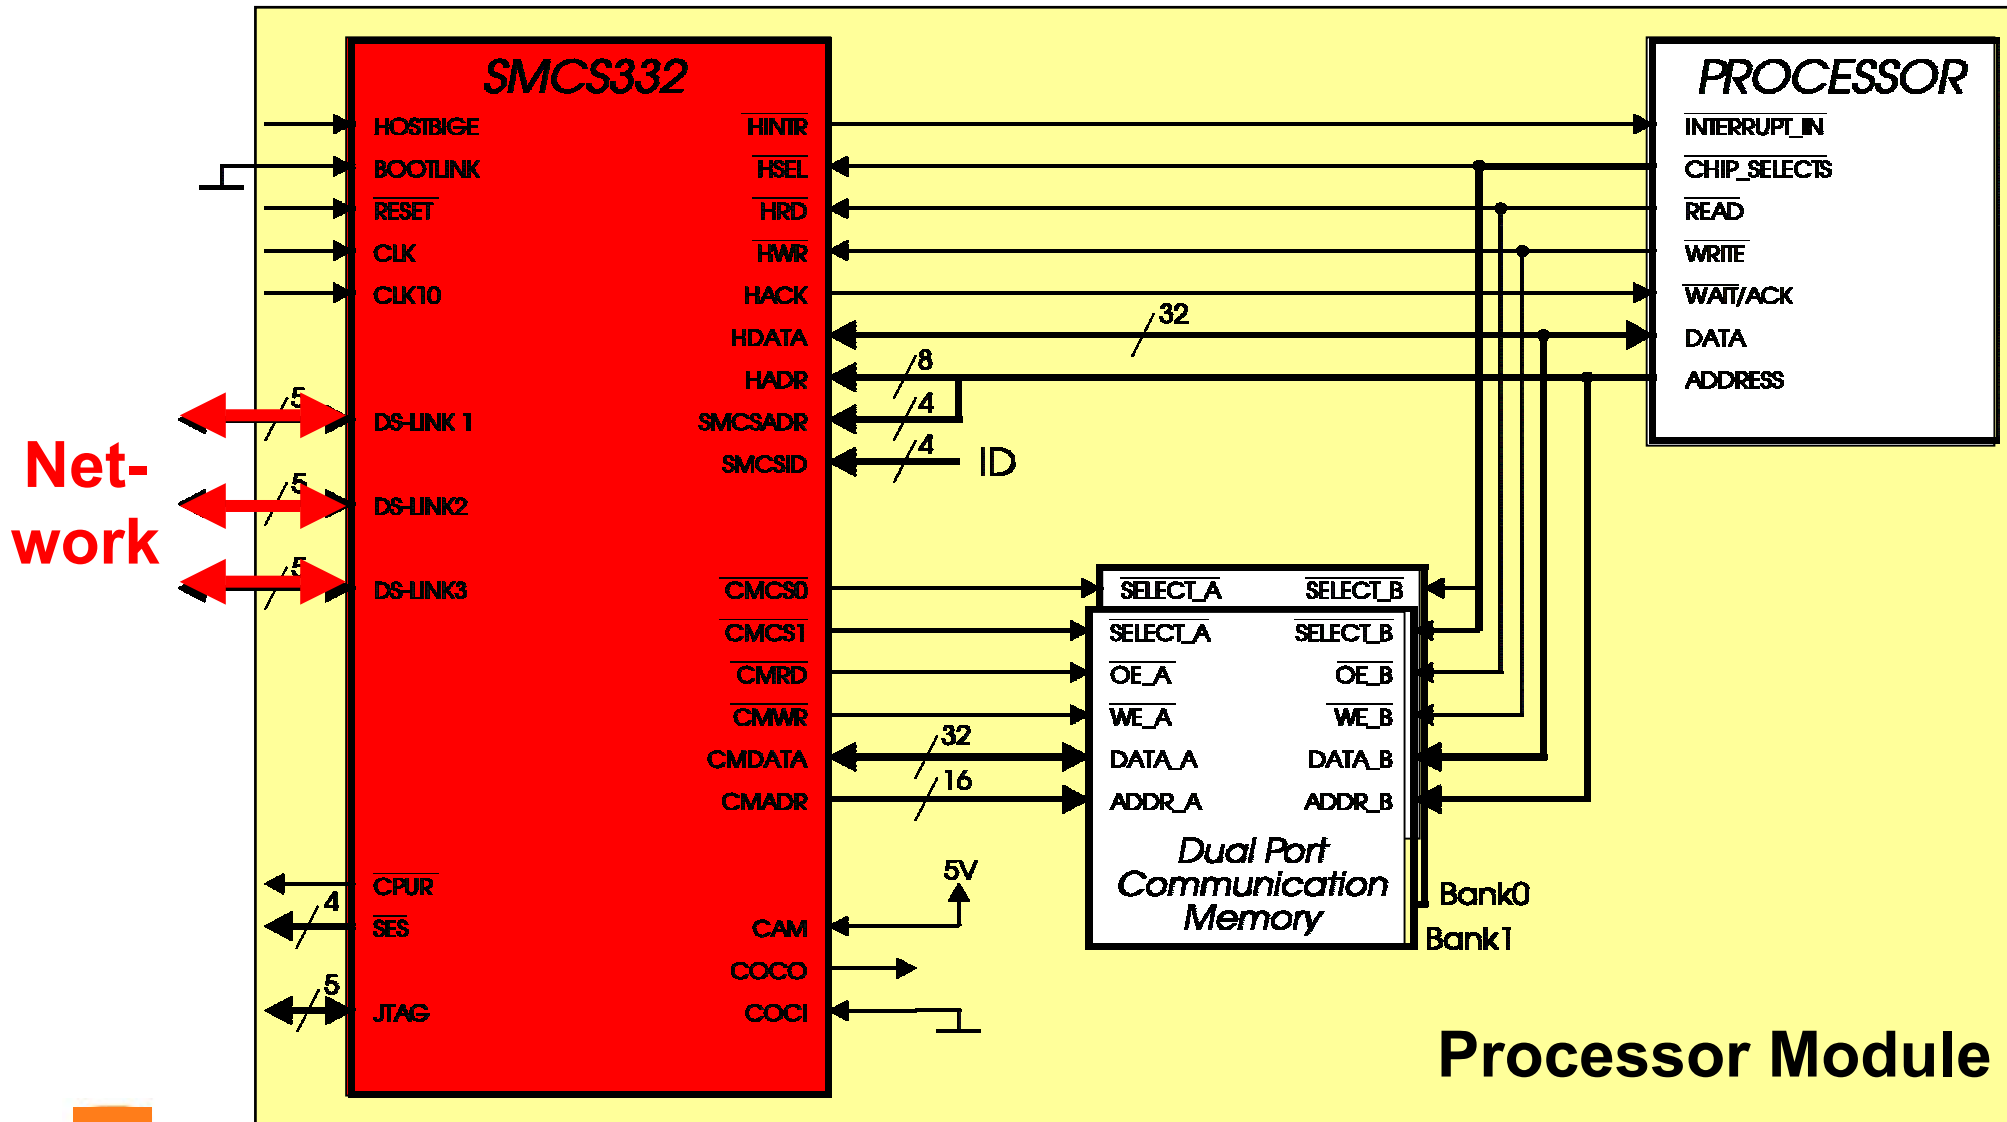 SMCS332
HOSTBIGE
BOOTLINK
RESET
CLK
CLK10
5
DS-LINK 1
5
DS-LINK2
5
DS-LINK3
CPUR
4
SES
5
JTAG
HINTR
HSEL
HRD
HWR
HACK
HDATA
HADR
SMCSADR
SMCSID
CMCS0
CMCS1
CMRD
CMWR
CMDATA
CMADR
CAM
COCO
COCI
32
8
4
4
ID
32
16
5V
PROCESSOR
INTERRUPT_IN
CHIP_SELECTS
READ
WRITE
WAIT/ACK
DATA
ADDRESS
Net-
work
SELECT_A SELECT_B
SELECT_A SELECT_B
OE_A OE_B
WE_A WE_B
DATA_A DATA_B
ADDR_A ADDR_B
Dual Port
Communication
Memory
Bank0
Bank1
Processor Module